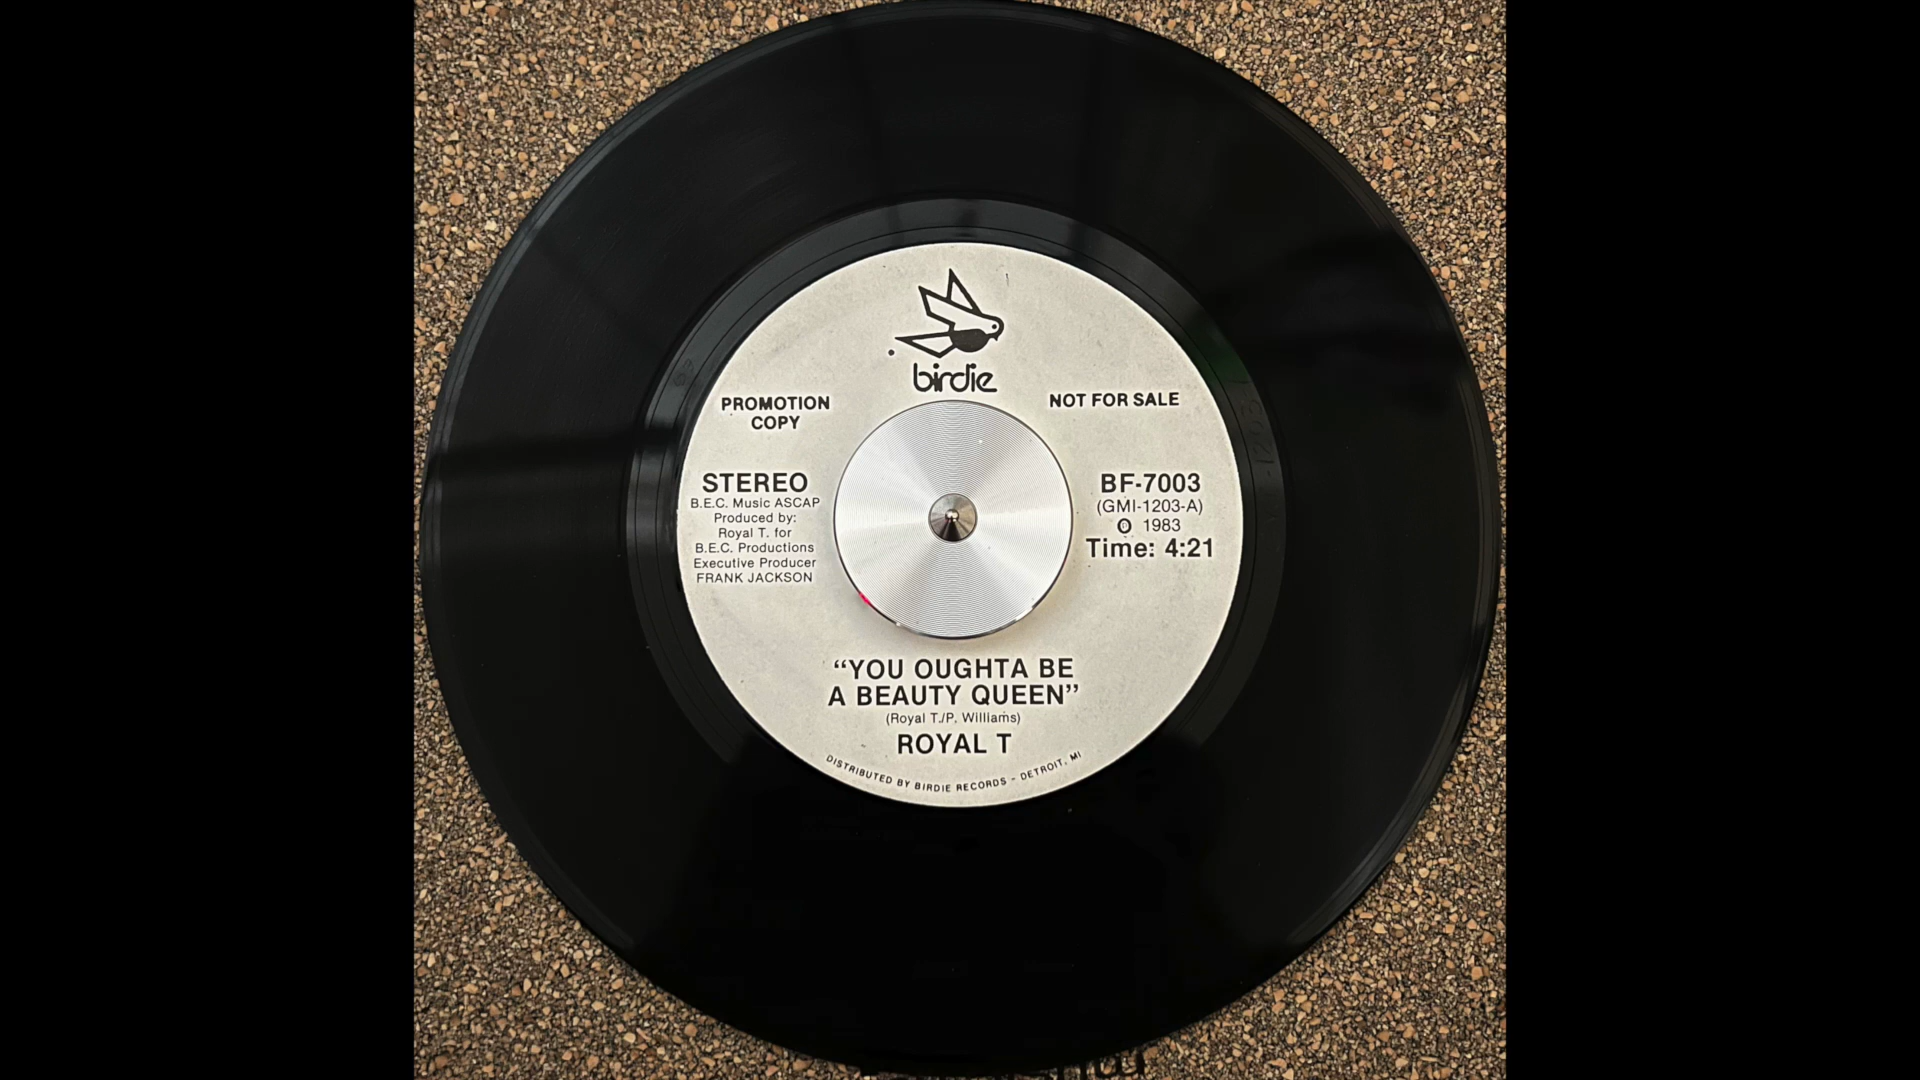 birdie
PROMOTION
COPY
NOT FOR SALE
STEREO
B.E.C. Music ASCAP
Produced by:
Royal T. for
B.E.C. Productions
Executive Producer
FRANK JACKSON
BF-7003
(GMI-1203-A)
℗ 1983
Time: 4:21
“YOU OUGHTA BE
A BEAUTY QUEEN”
(Royal T./P. Williams)
ROYAL T
DISTRIBUTED BY BIRDIE RECORDS - DETROIT, MI